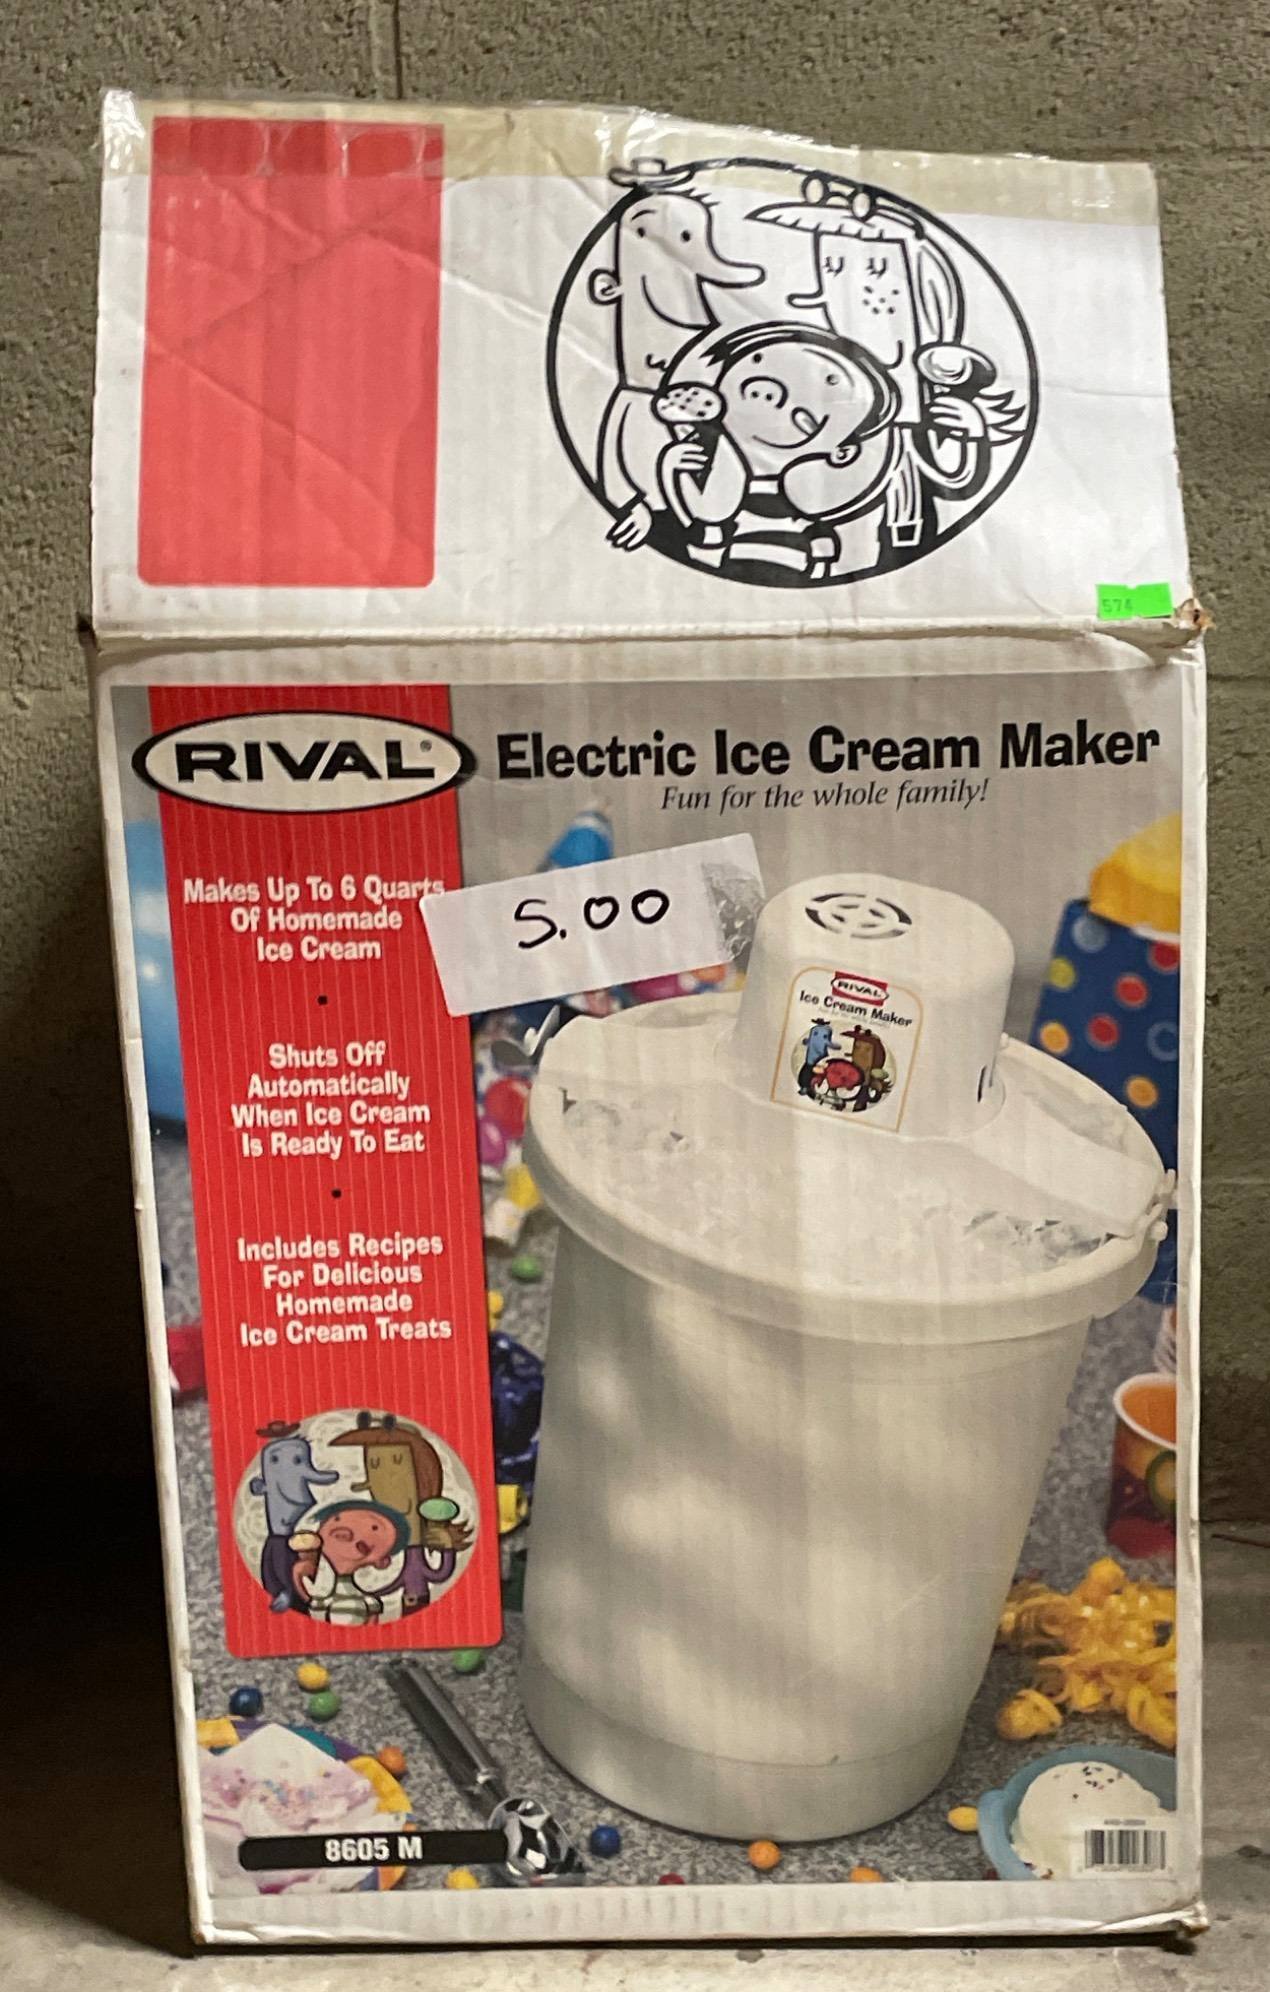 574
RIVAL®
Electric Ice Cream Maker
Fun for the whole family!
5.00
Makes Up To 6 Quarts
Of Homemade
Ice Cream
Shuts Off
Automatically
When Ice Cream
Is Ready To Eat
Includes Recipes
For Delicious
Homemade
Ice Cream Treats
RIVAL
Ice Cream Maker
8605 M